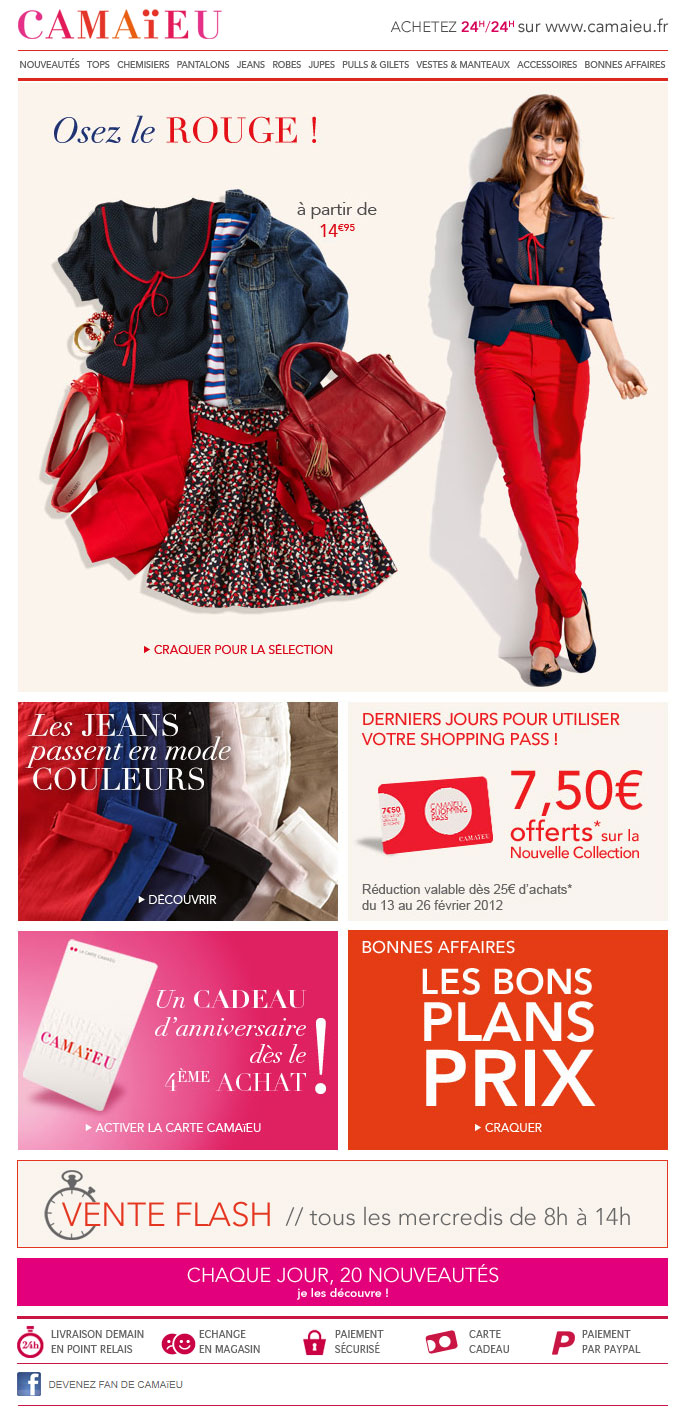 CAMAïEU
ACHETEZ 24H/24H sur www.camaieu.fr
NOUVEAUTÉS TOPS CHEMISIERS PANTALONS JEANS ROBES JUPES PULLS & GILETS VESTES & MANTEAUX ACCESSOIRES BONNES AFFAIRES
Osez le ROUGE !
à partir de
14€95
CRAQUER POUR LA SÉLECTION
Les JEANS
passent en mode
COULEURS
DÉCOUVRIR
DERNIERS JOURS POUR UTILISER
VOTRE SHOPPING PASS !
7€50
CAMAÏEU
SHOPPING
PASS
CAMAÏEU
7,50€
offerts* sur la
Nouvelle Collection
Réduction valable dès 25€ d'achats*
du 13 au 26 février 2012
LA CARTE CAMAÏEU
CAMAïEU
Un CADEAU
d'anniversaire
dès le
4ÈME ACHAT !
ACTIVER LA CARTE CAMAïEU
BONNES AFFAIRES
LES BONS
PLANS
PRIX
CRAQUER
VENTE FLASH // tous les mercredis de 8h à 14h
CHAQUE JOUR, 20 NOUVEAUTÉS
je les découvre !
24h
LIVRAISON DEMAIN
EN POINT RELAIS
ECHANGE
EN MAGASIN
PAIEMENT
SÉCURISÉ
CARTE
CADEAU
P
PAIEMENT
PAR PAYPAL
f
DEVENEZ FAN DE CAMAïEU